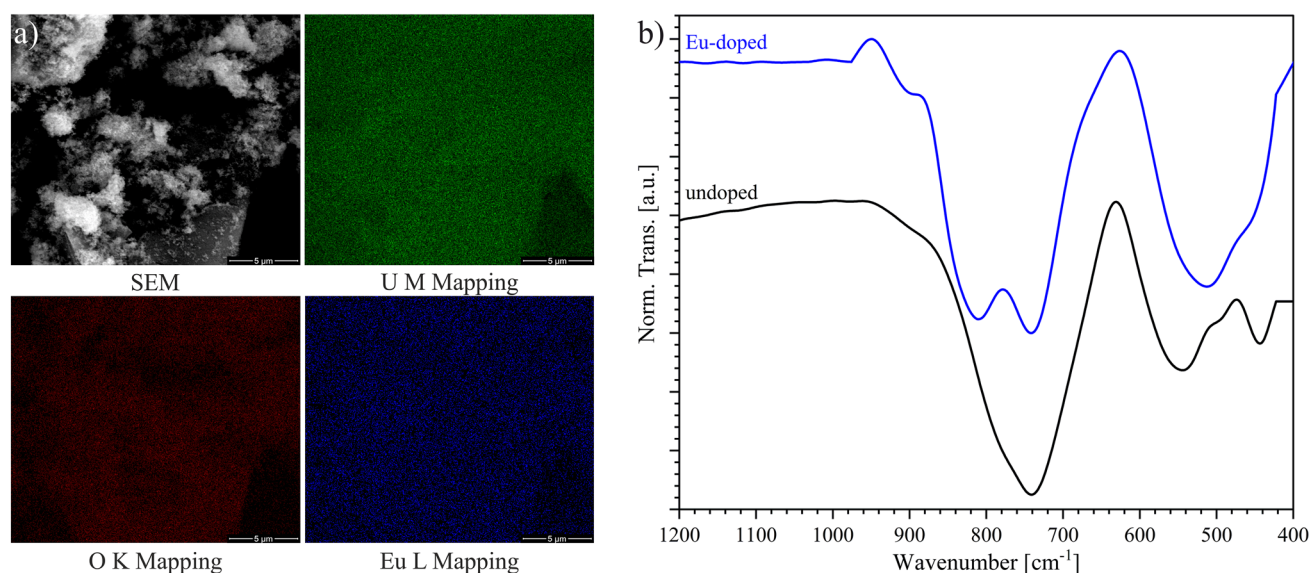 a)
5 μm
5 μm
SEM
U M Mapping
5 μm
5 μm
O K Mapping
Eu L Mapping
b)
Eu-doped
undoped
Norm. Trans. [a.u.]
1200 1100 1000 900 800 700 600 500 400
Wavenumber [cm⁻¹]